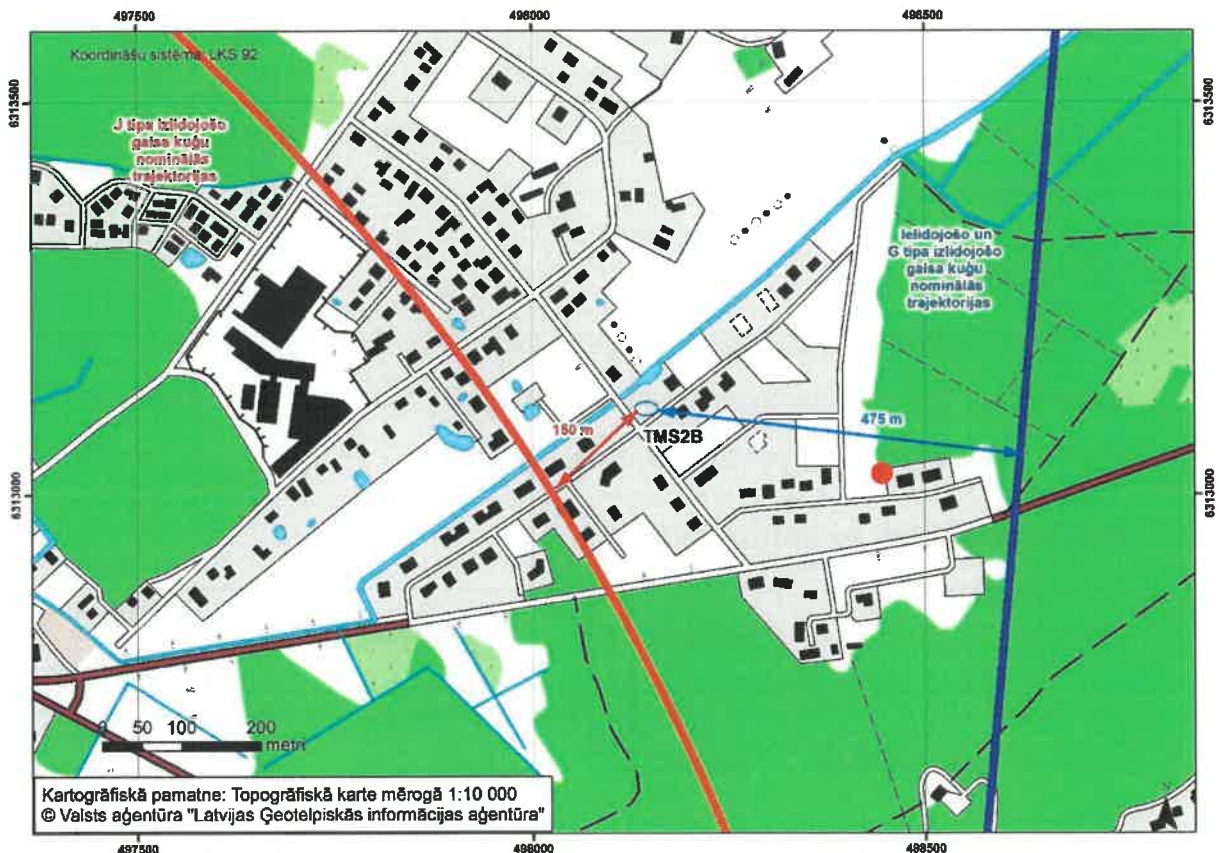 497500
498000
498500
6313500
6313500
Koordināšu sistēma: LKS 92
J tipa izlidojošo
gaisa kuģu
nominālās
trajektorijas
Ielidojošo un
G tipa izlidojošo
gaisa kuģu
nominālās
trajektorijas
150 m
TMS2B
475 m
6313000
6313000
0 50 100 200
metri
Kartogrāfiskā pamatne: Topogrāfiskā karte mērogā 1:10 000
© Valsts aģentūra "Latvijas Ģeotelpiskās informācijas aģentūra"
497500
498000
498500